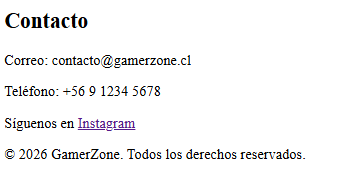 Contacto
Correo: contacto@gamerzone.cl
Teléfono: +56 9 1234 5678
Síguenos en Instagram
© 2026 GamerZone. Todos los derechos reservados.